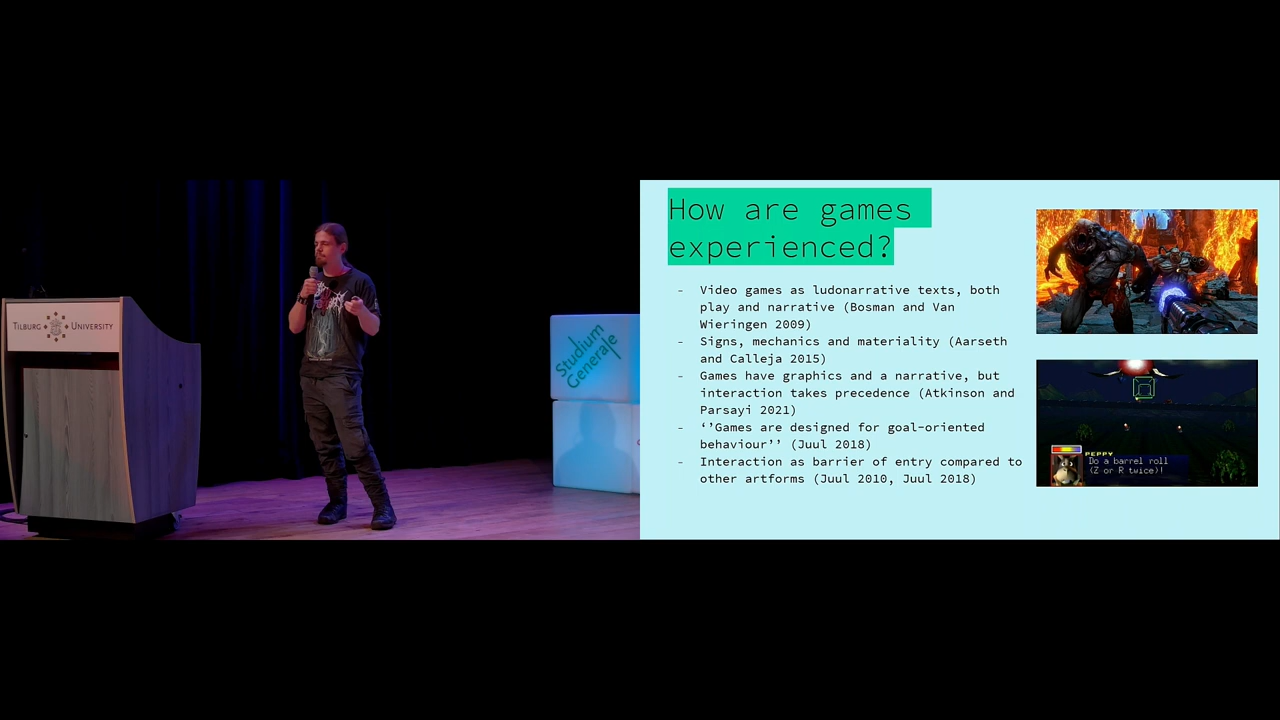 TILBURG UNIVERSITY
Studium
Generale
How are games
experienced?
- Video games as ludonarrative texts, both
play and narrative (Bosman and Van
Wieringen 2009)
- Signs, mechanics and materiality (Aarseth
and Calleja 2015)
- Games have graphics and a narrative, but
interaction takes precedence (Atkinson and
Parsayi 2021)
- ‘’Games are designed for goal-oriented
behaviour’’ (Juul 2018)
- Interaction as barrier of entry compared to
other artforms (Juul 2010, Juul 2018)
PEPPY
Do a barrel roll
(Z or R twice)!